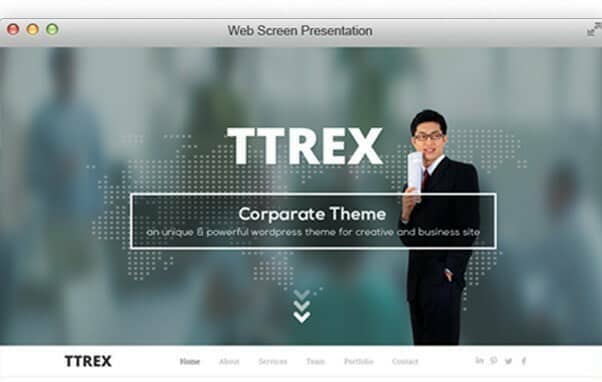 Web Screen Presentation
TTREX
Corparate Theme
an unique & powerful wordpress theme for creative and business site
TTREX
Home About Services Team Portfolio Contact
in